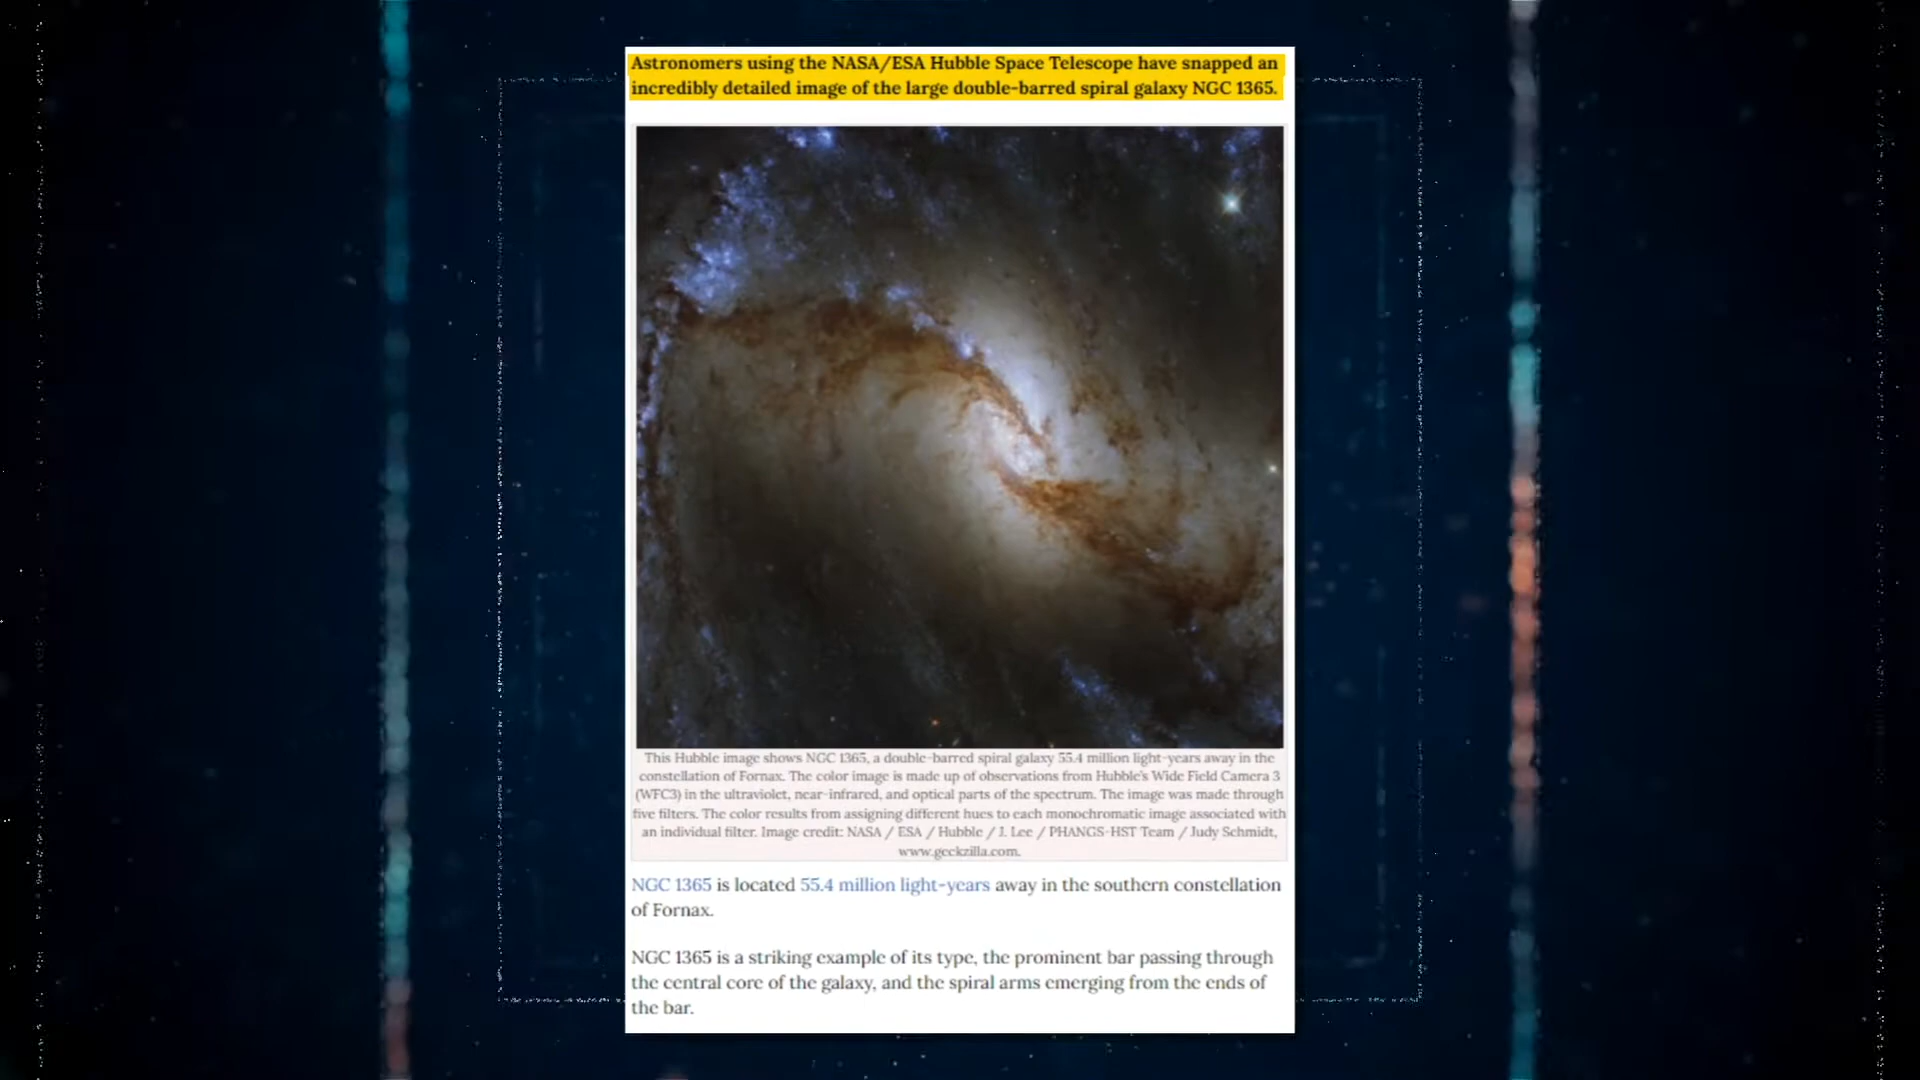 Astronomers using the NASA/ESA Hubble Space Telescope have snapped an
incredibly detailed image of the large double-barred spiral galaxy NGC 1365.
This Hubble image shows NGC 1365, a double-barred spiral galaxy 55.4 million light-years away in the
constellation of Fornax. The color image is made up of observations from Hubble's Wide Field Camera 3
(WFC3) in the ultraviolet, near-infrared, and optical parts of the spectrum. The image was made through
five filters. The color results from assigning different hues to each monochromatic image associated with
an individual filter. Image credit: NASA / ESA / Hubble / J. Lee / PHANGS-HST Team / Judy Schmidt,
www.geckzilla.com.
NGC 1365 is located 55.4 million light-years away in the southern constellation
of Fornax.
NGC 1365 is a striking example of its type, the prominent bar passing through
the central core of the galaxy, and the spiral arms emerging from the ends of
the bar.